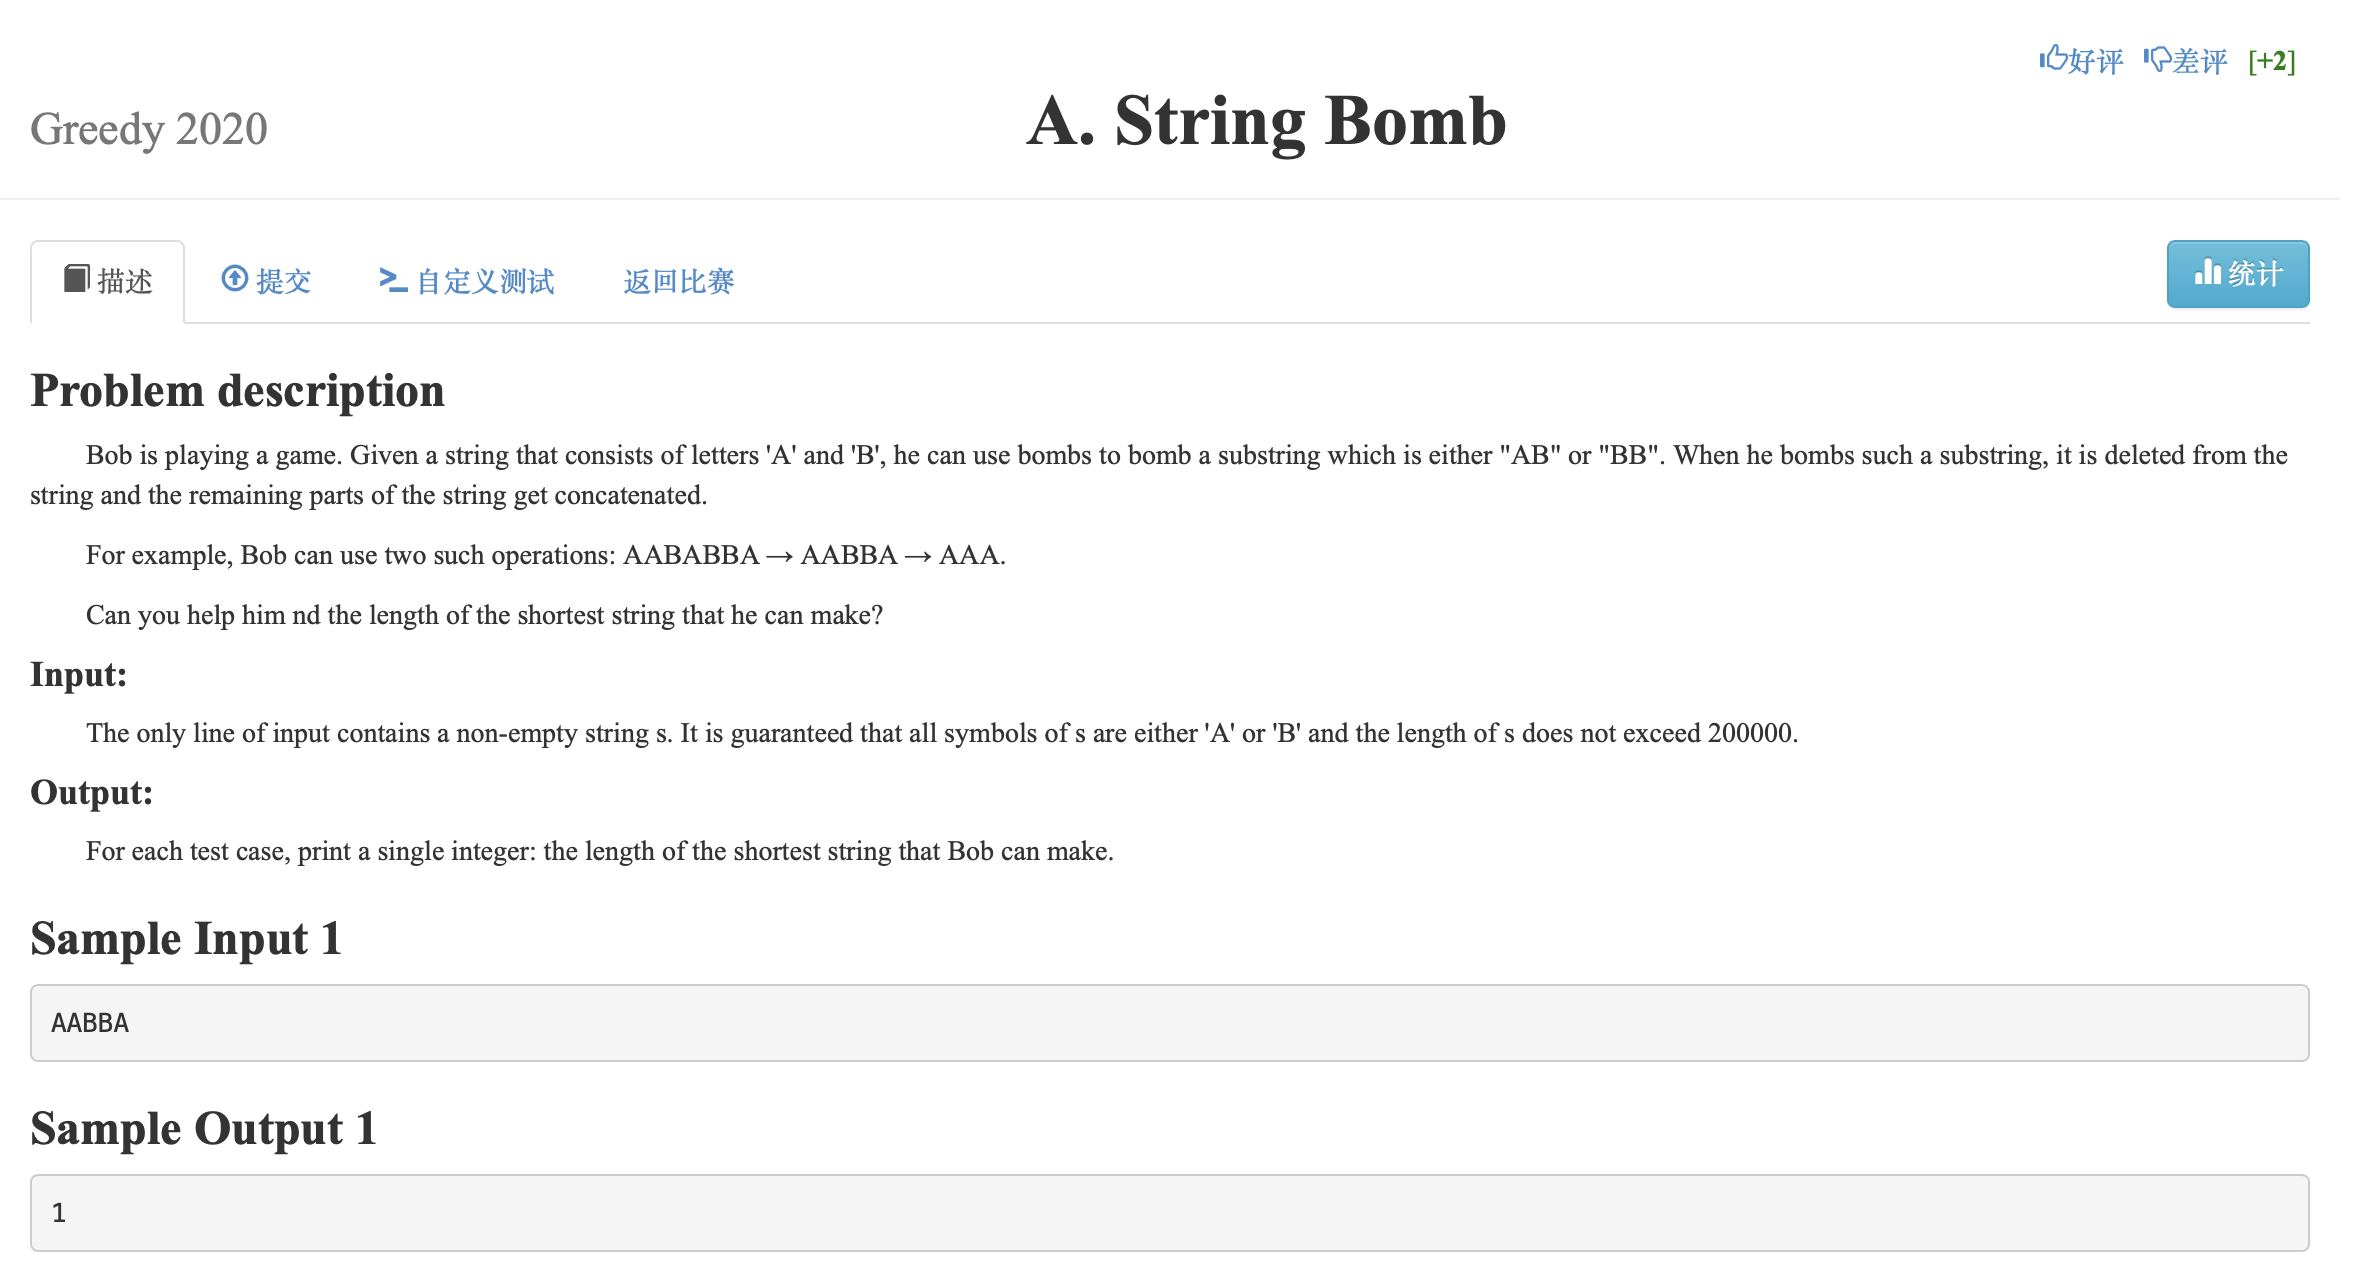 好评 差评 [+2]
Greedy 2020
A. String Bomb
描述 提交 自定义测试 返回比赛 统计
Problem description
Bob is playing a game. Given a string that consists of letters 'A' and 'B', he can use bombs to bomb a substring which is either "AB" or "BB". When he bombs such a substring, it is deleted from the
string and the remaining parts of the string get concatenated.
For example, Bob can use two such operations: AABABBA → AABBA → AAA.
Can you help him nd the length of the shortest string that he can make?
Input:
The only line of input contains a non-empty string s. It is guaranteed that all symbols of s are either 'A' or 'B' and the length of s does not exceed 200000.
Output:
For each test case, print a single integer: the length of the shortest string that Bob can make.
Sample Input 1
AABBA
Sample Output 1
1